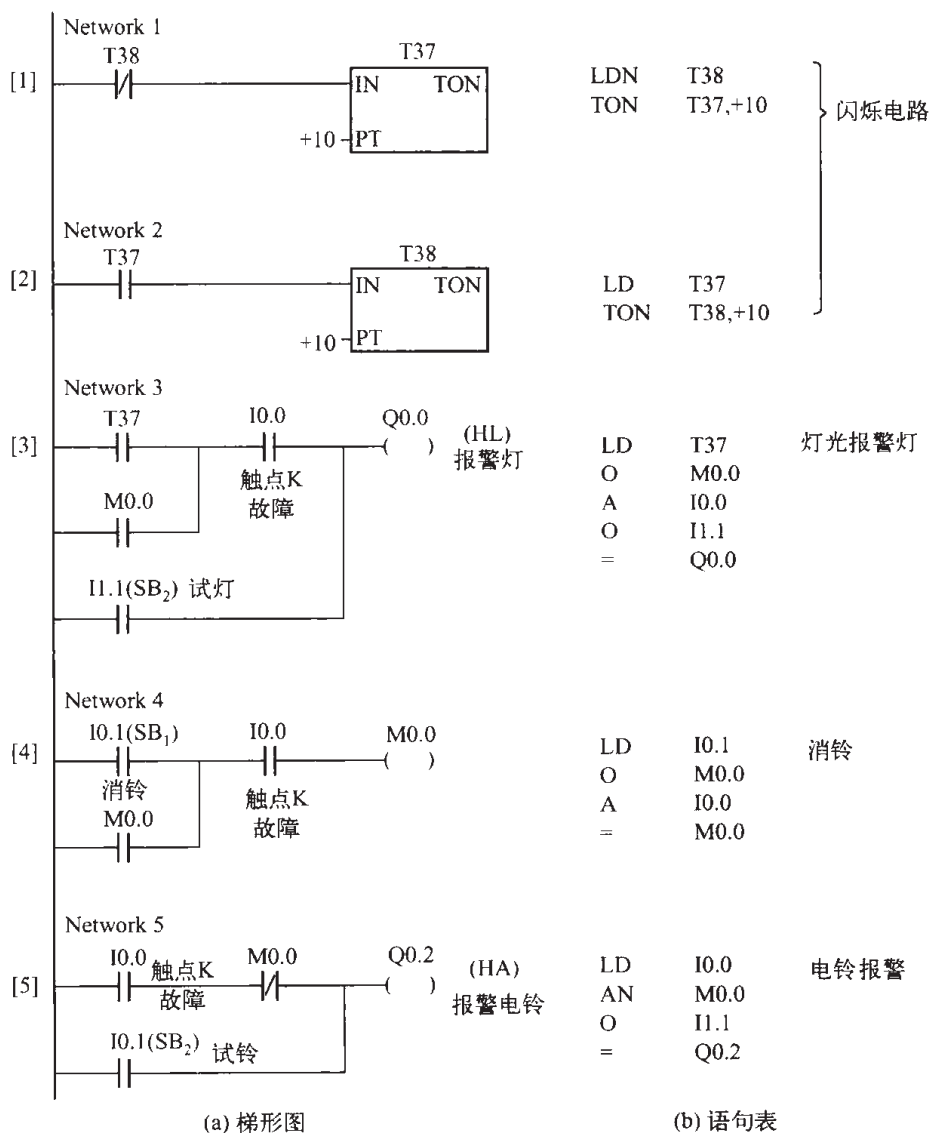 Network 1
T38
T37
[1]
IN TON
+10
PT
LDN T38
TON T37,+10
闪烁电路
Network 2
T37
T38
[2]
IN TON
+10
PT
LD T37
TON T38,+10
Network 3
T37
I0.0
Q0.0
[3]
(HL)
报警灯
触点K
故障
M0.0
I1.1(SB₂) 试灯
LD T37
O M0.0
A I0.0
O I1.1
= Q0.0
灯光报警灯
Network 4
I0.1(SB₁)
I0.0
M0.0
[4]
消铃
触点K
故障
M0.0
LD I0.1
O M0.0
A I0.0
= M0.0
消铃
Network 5
I0.0
触点K
故障
M0.0
Q0.2
[5]
(HA)
报警电铃
I0.1(SB₂) 试铃
LD I0.0
AN M0.0
O I1.1
= Q0.2
电铃报警
(a) 梯形图
(b) 语句表